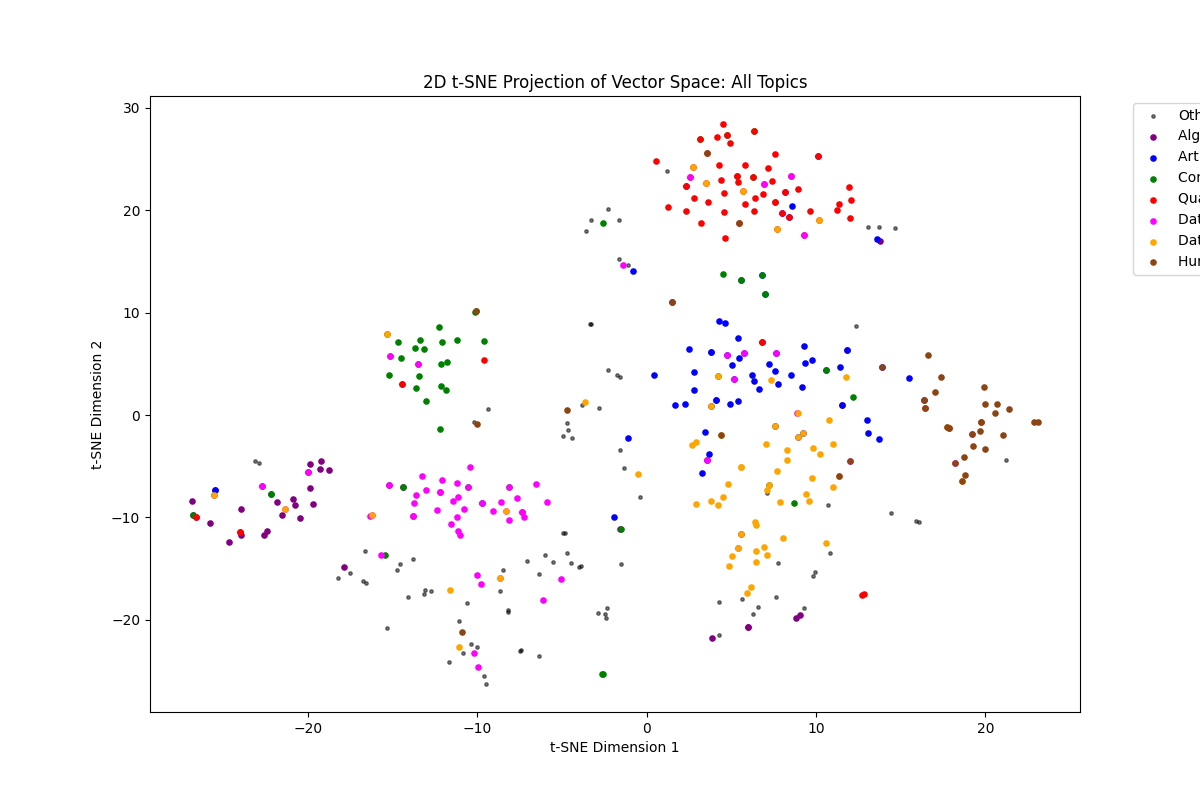 2D t-SNE Projection of Vector Space: All Topics
30
20
10
0
−10
−20
t-SNE Dimension 2
−20
−10
0
10
20
t-SNE Dimension 1
Oth
Alg
Art
Cor
Qua
Dat
Dat
Hur